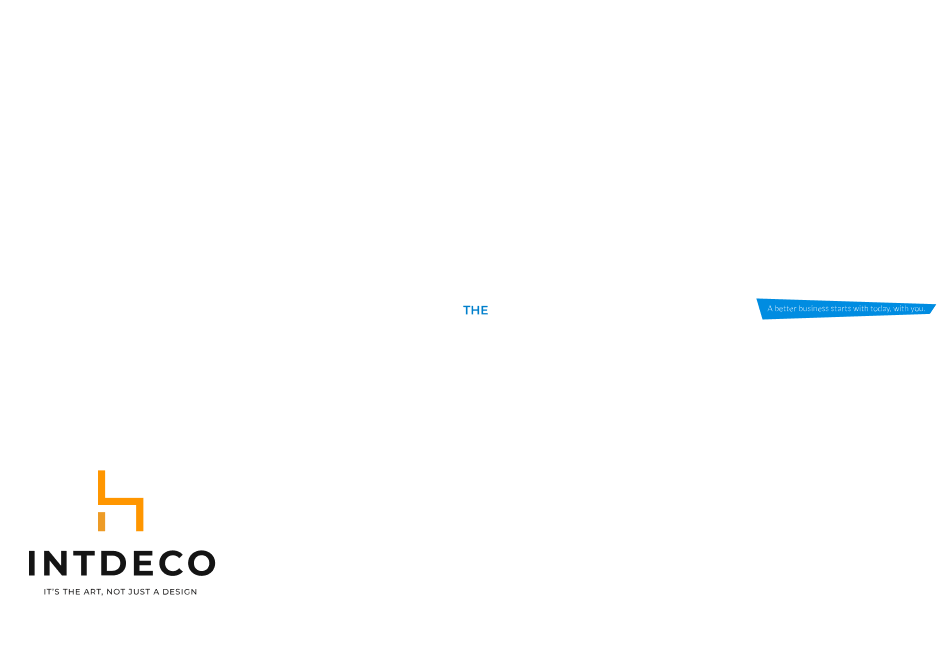 THE
A better business starts with today, with you.
INTDECO
IT'S THE ART, NOT JUST A DESIGN